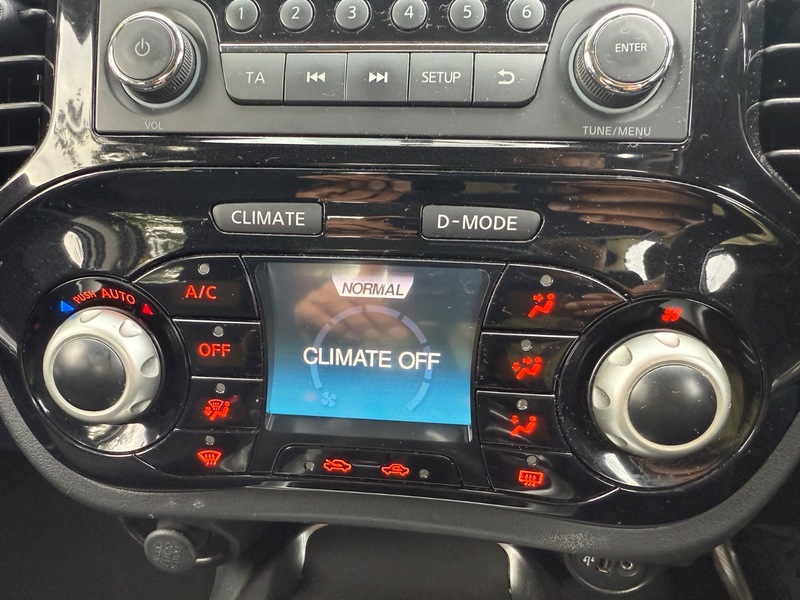 1 2 3 4 5 6
TA SETUP
ENTER
VOL
TUNE/MENU
CLIMATE D-MODE
PUSH AUTO
A/C
OFF
NORMAL
CLIMATE OFF